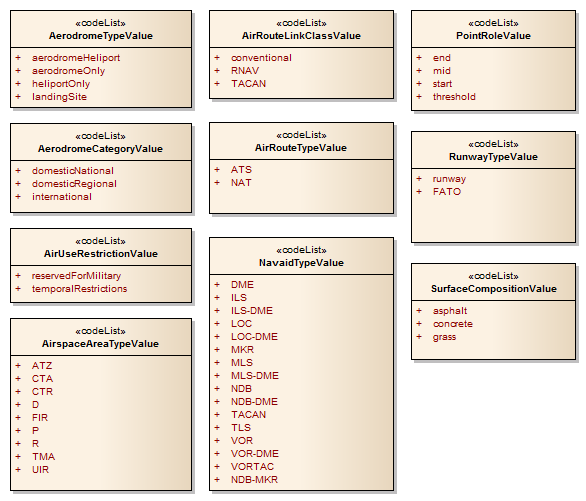 «codeList»
AerodromeTypeValue
+ aerodromeHeliport
+ aerodromeOnly
+ heliportOnly
+ landingSite
«codeList»
AerodromeCategoryValue
+ domesticNational
+ domesticRegional
+ international
«codeList»
AirUseRestrictionValue
+ reservedForMilitary
+ temporalRestrictions
«codeList»
AirspaceAreaTypeValue
+ ATZ
+ CTA
+ CTR
+ D
+ FIR
+ P
+ R
+ TMA
+ UIR
«codeList»
AirRouteLinkClassValue
+ conventional
+ RNAV
+ TACAN
«codeList»
AirRouteTypeValue
+ ATS
+ NAT
«codeList»
NavaidTypeValue
+ DME
+ ILS
+ ILS-DME
+ LOC
+ LOC-DME
+ MKR
+ MLS
+ MLS-DME
+ NDB
+ NDB-DME
+ TACAN
+ TLS
+ VOR
+ VOR-DME
+ VORTAC
+ NDB-MKR
«codeList»
PointRoleValue
+ end
+ mid
+ start
+ threshold
«codeList»
RunwayTypeValue
+ runway
+ FATO
«codeList»
SurfaceCompositionValue
+ asphalt
+ concrete
+ grass